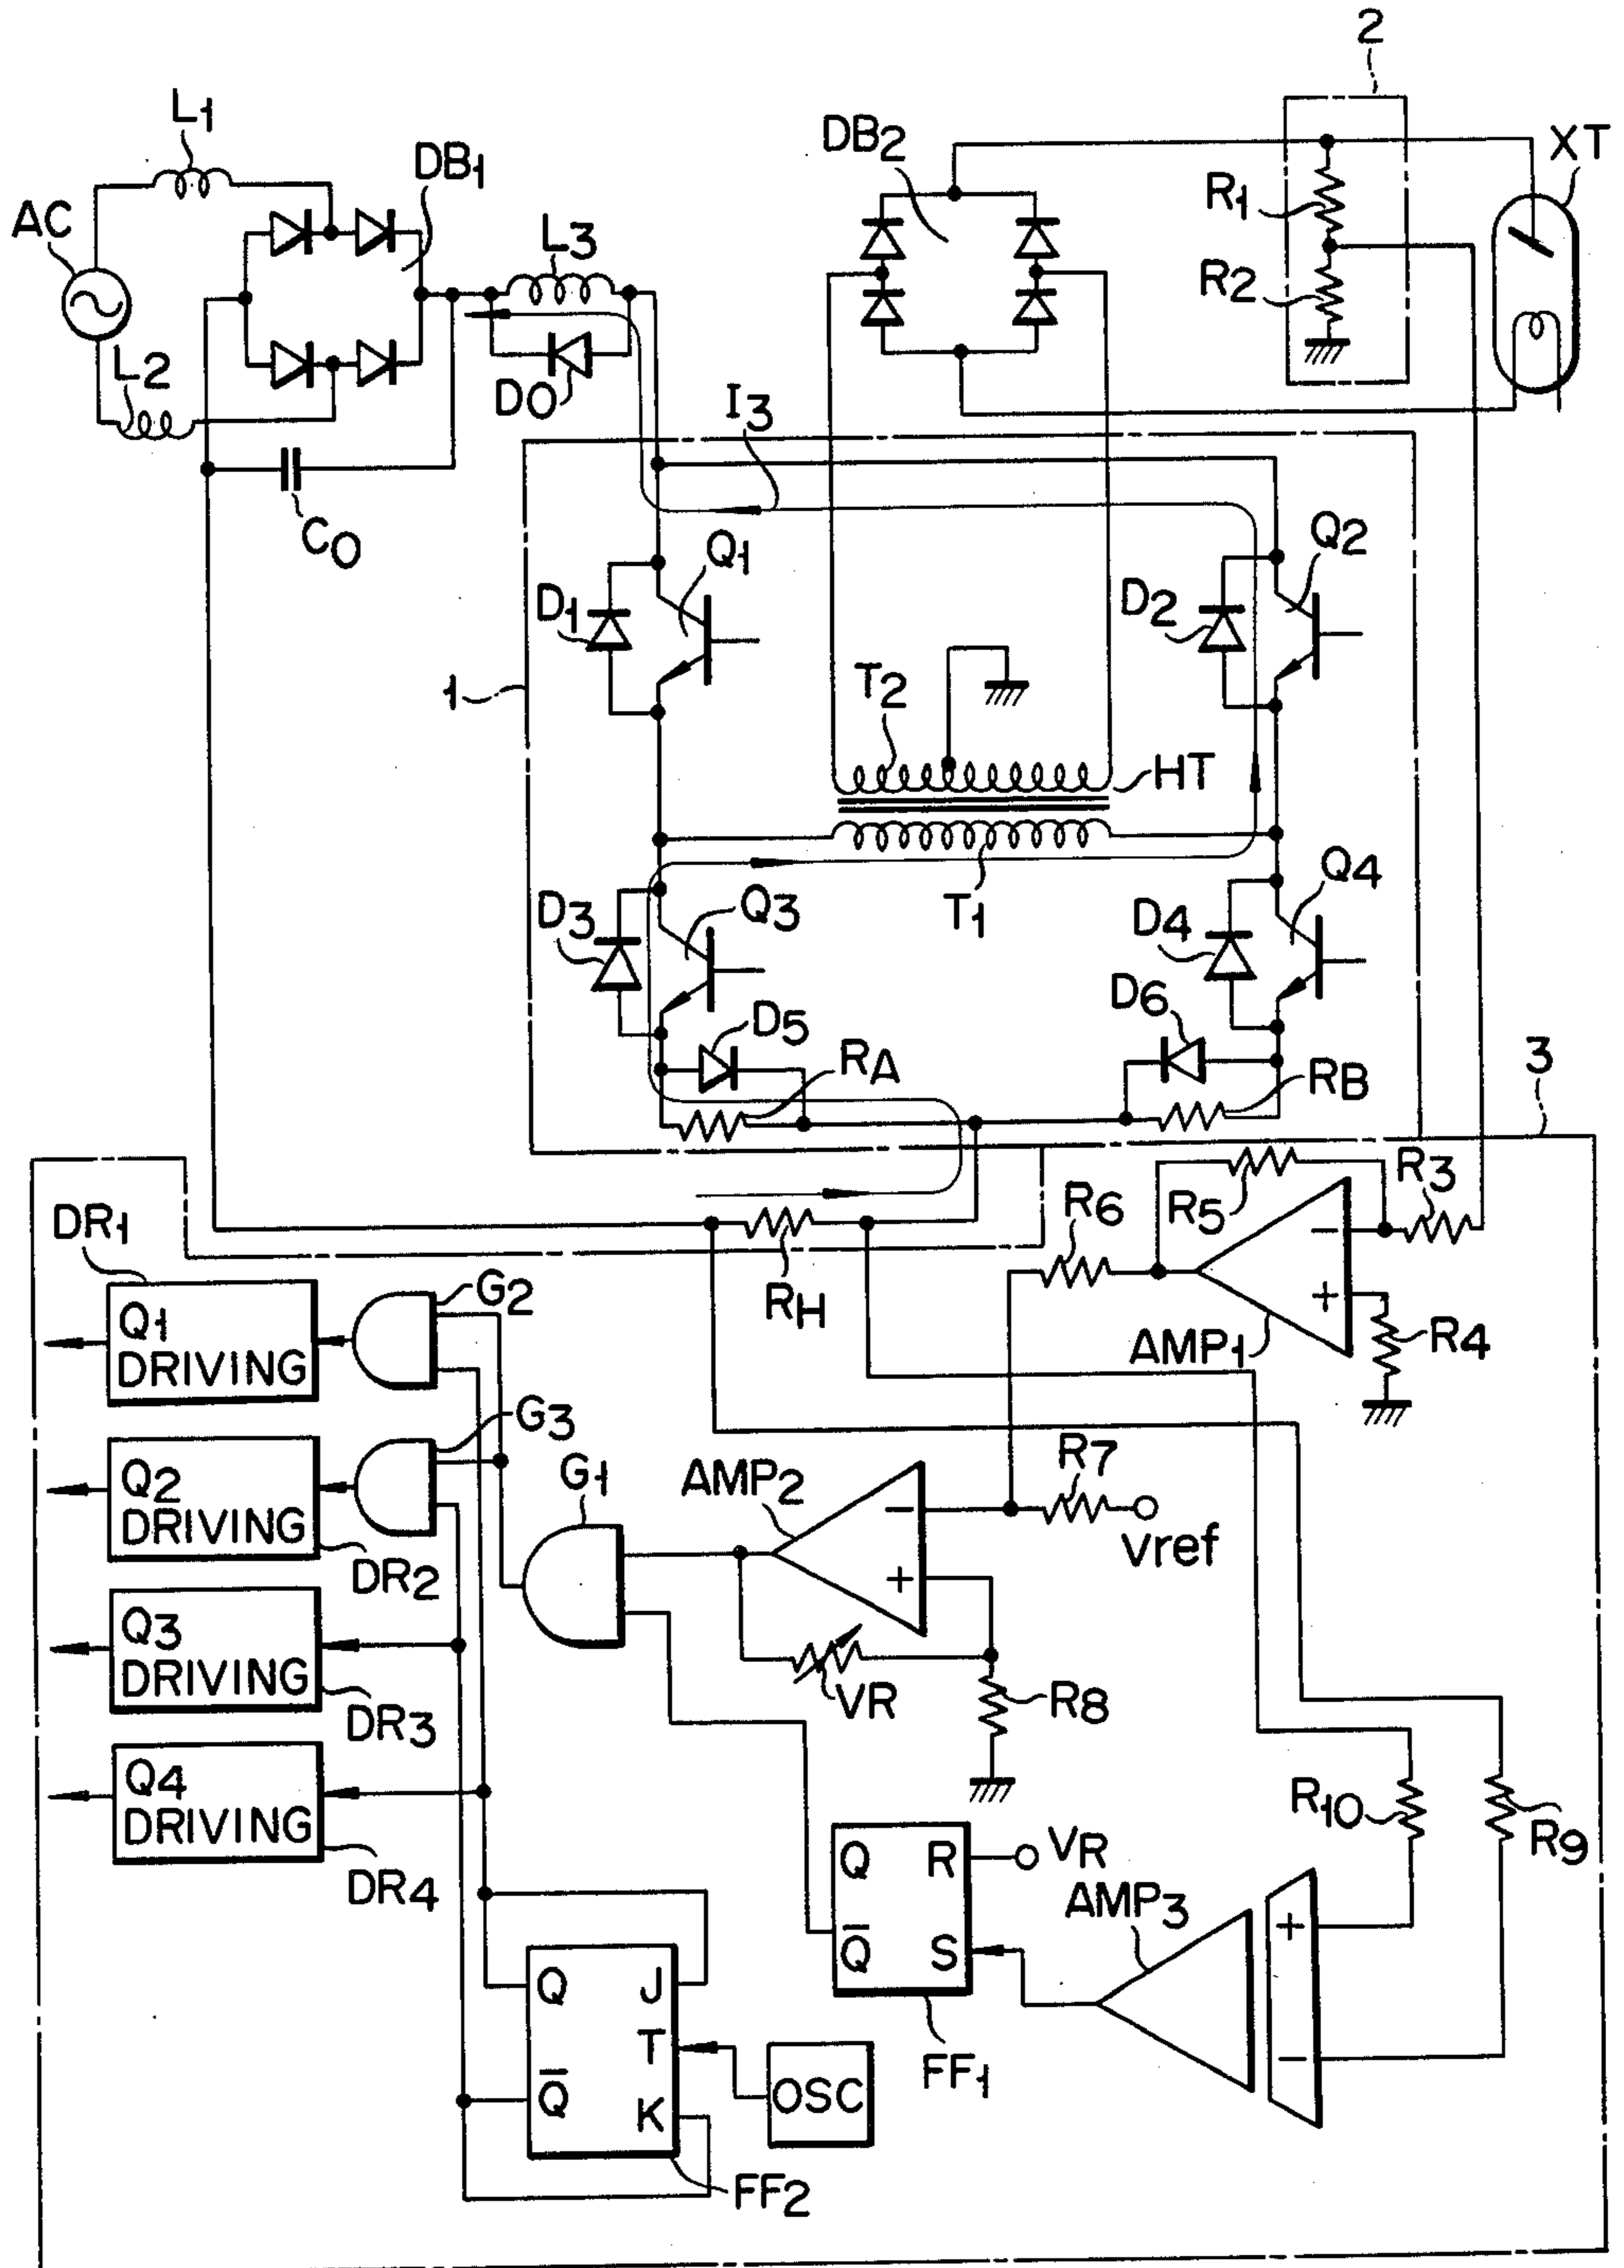 2
L1
DB1
DB2
XT
AC
L3
R1
L2
D0
R2
I3
C0
Q1
Q2
D1
D2
1
T2
HT
T1
D3
Q3
D4
Q4
D5
D6
RA
RB
3
DR1
RH
R6
R5
R3
G2
Q1
DRIVING
−
+
AMP1
R4
G3
Q2
DRIVING
DR2
G1
AMP2
−
+
R7
Vref
Q3
DRIVING
DR3
VR
R8
Q4
DRIVING
DR4
Q R
Q̅ S
VR
FF1
AMP3
R10
R9
+
−
Q J
T
Q̅ K
OSC
FF2